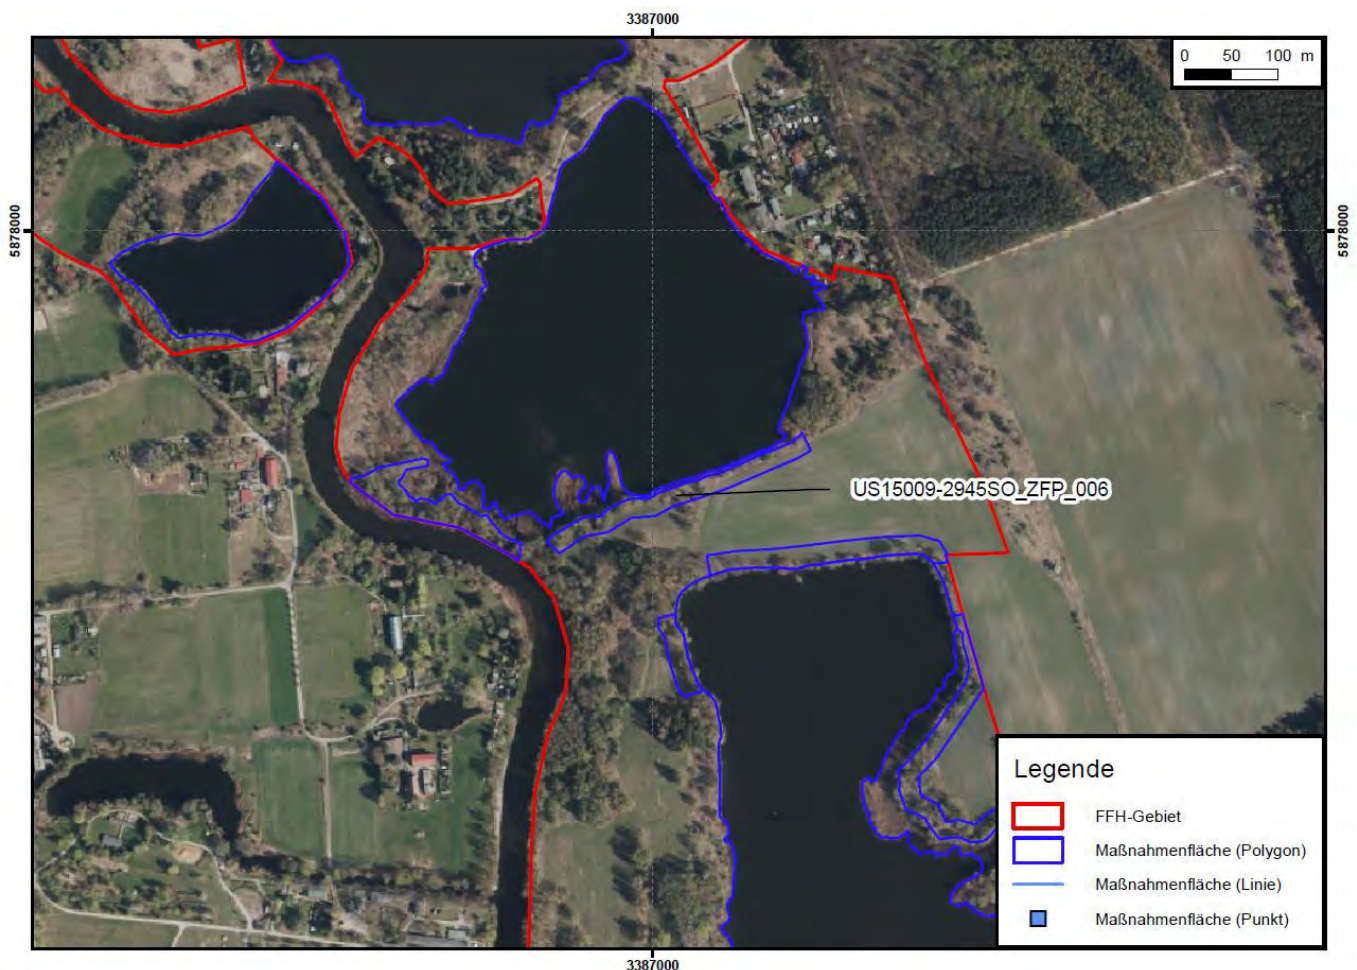 3387000
0 50 100 m
5878000
5878000
US15009-2945SO_ZFP_006
Legende
FFH-Gebiet
Maßnahmenfläche (Polygon)
Maßnahmenfläche (Linie)
Maßnahmenfläche (Punkt)
3387000